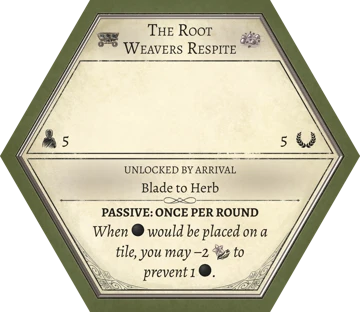 The Root
Weavers Respite
5 5
UNLOCKED BY ARRIVAL
Blade to Herb
PASSIVE: ONCE PER ROUND
When would be placed on a
tile, you may –2 to
prevent 1 .